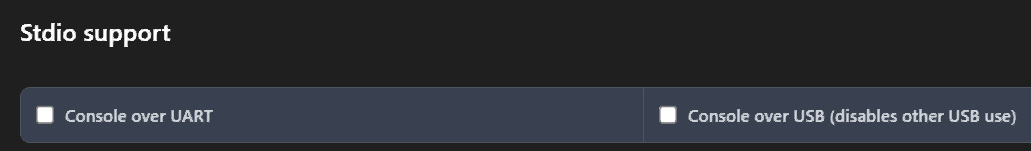 Stdio support
Console over UART
Console over USB (disables other USB use)